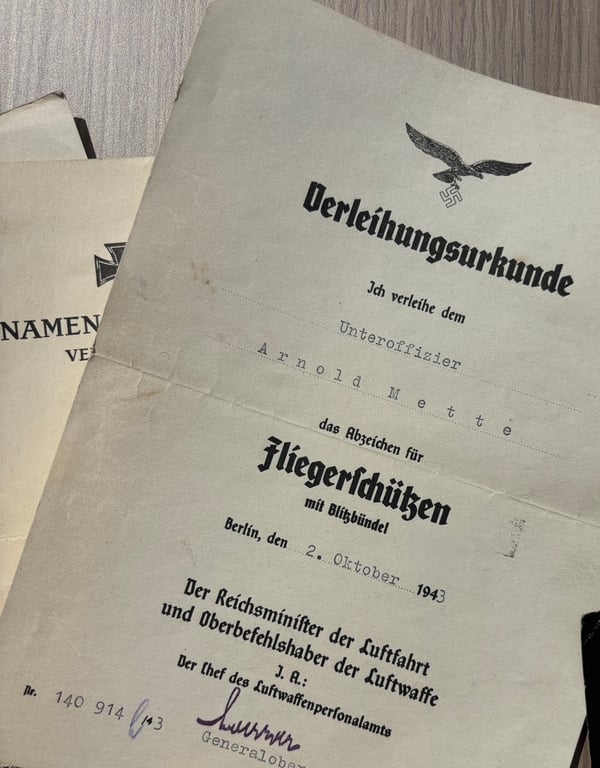 NAMEN
VE
Verleihungsurkunde
Ich verleihe dem
Unteroffizier
Arnold Mette
das Abzeichen für
Fliegerschützen
mit Blitzbündel
Berlin, den 2. Oktober 1943
Der Reichsminister der Luftfahrt
und Oberbefehlshaber der Luftwaffe
J. A.:
Der Chef des Luftwaffenpersonalamts
Nr. 140 914 /43
Generalober